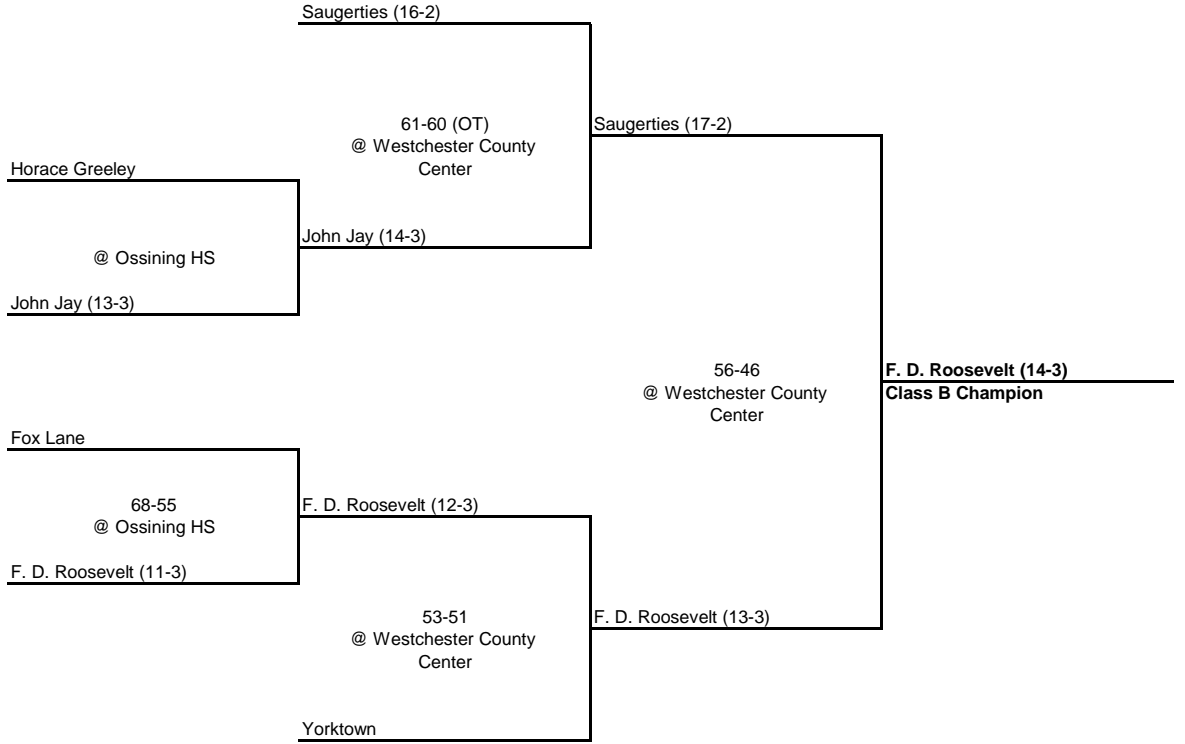 Saugerties (16-2)
61-60 (OT)
@ Westchester County
Center
Saugerties (17-2)
Horace Greeley
@ Ossining HS
John Jay (14-3)
John Jay (13-3)
56-46
@ Westchester County
Center
F. D. Roosevelt (14-3)
Class B Champion
Fox Lane
68-55
@ Ossining HS
F. D. Roosevelt (12-3)
F. D. Roosevelt (11-3)
53-51
@ Westchester County
Center
F. D. Roosevelt (13-3)
Yorktown